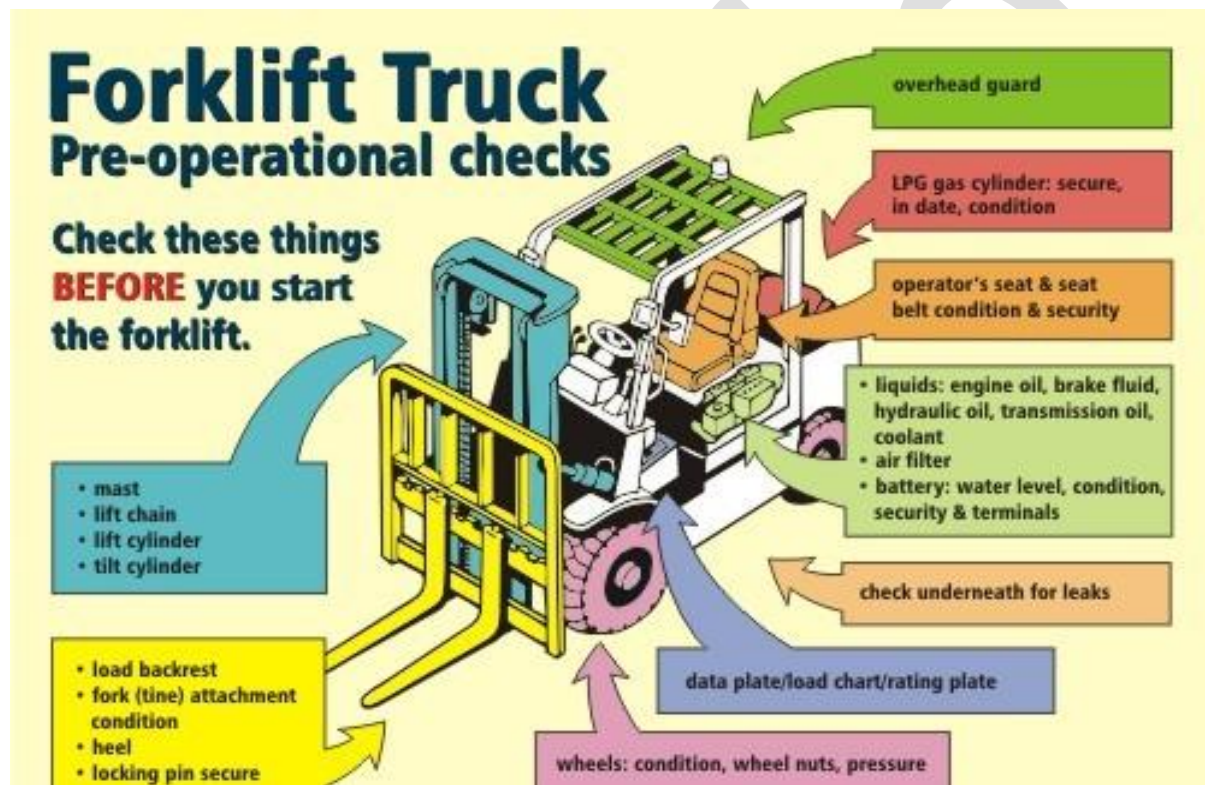 Forklift Truck
Pre-operational checks
Check these things
BEFORE you start
the forklift.
overhead guard
LPG gas cylinder: secure,
in date, condition
operator's seat & seat
belt condition & security
• liquids: engine oil, brake fluid,
hydraulic oil, transmission oil,
coolant
• air filter
• battery: water level, condition,
security & terminals
check underneath for leaks
data plate/load chart/rating plate
wheels: condition, wheel nuts, pressure
• mast
• lift chain
• lift cylinder
• tilt cylinder
• load backrest
• fork (tine) attachment
condition
• heel
• locking pin secure